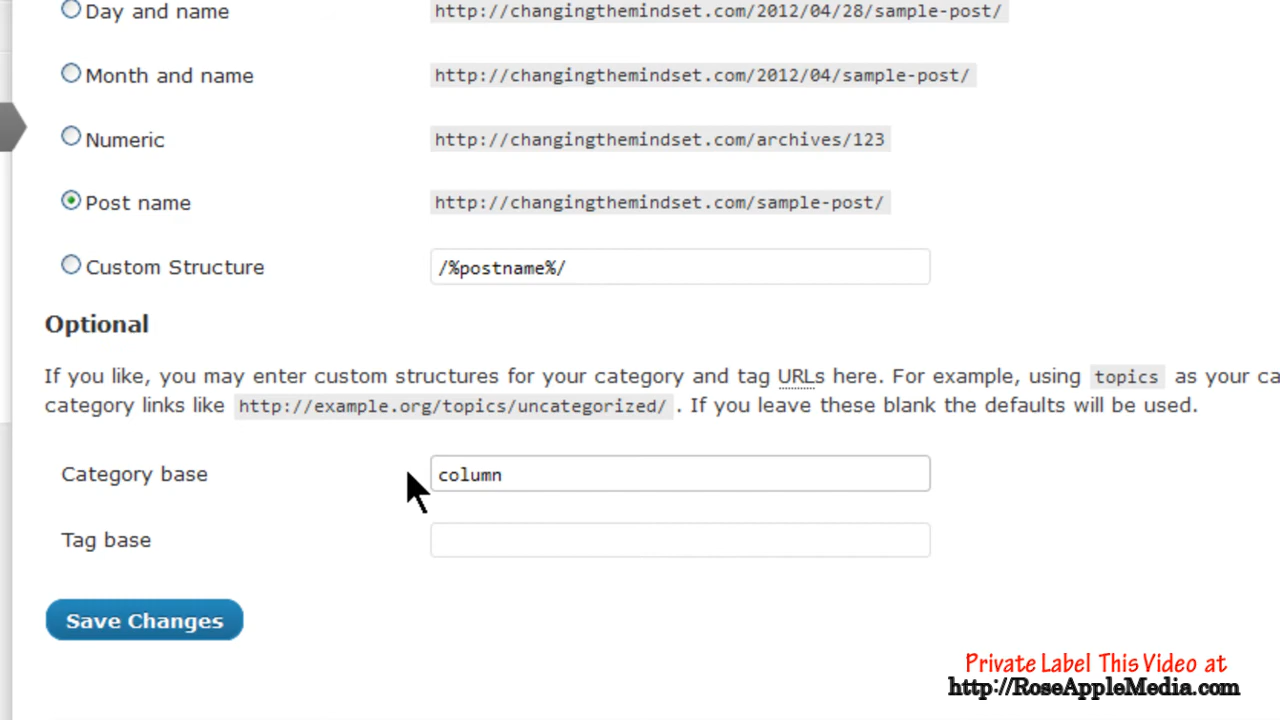 Day and name http://changingthemindset.com/2012/04/28/sample-post/
Month and name http://changingthemindset.com/2012/04/sample-post/
Numeric http://changingthemindset.com/archives/123
Post name http://changingthemindset.com/sample-post/
Custom Structure /%postname%/
Optional
If you like, you may enter custom structures for your category and tag URLs here. For example, using topics as your ca
category links like http://example.org/topics/uncategorized/ . If you leave these blank the defaults will be used.
Category base column
Tag base
Save Changes
Private Label This Video at
http://RoseAppleMedia.com